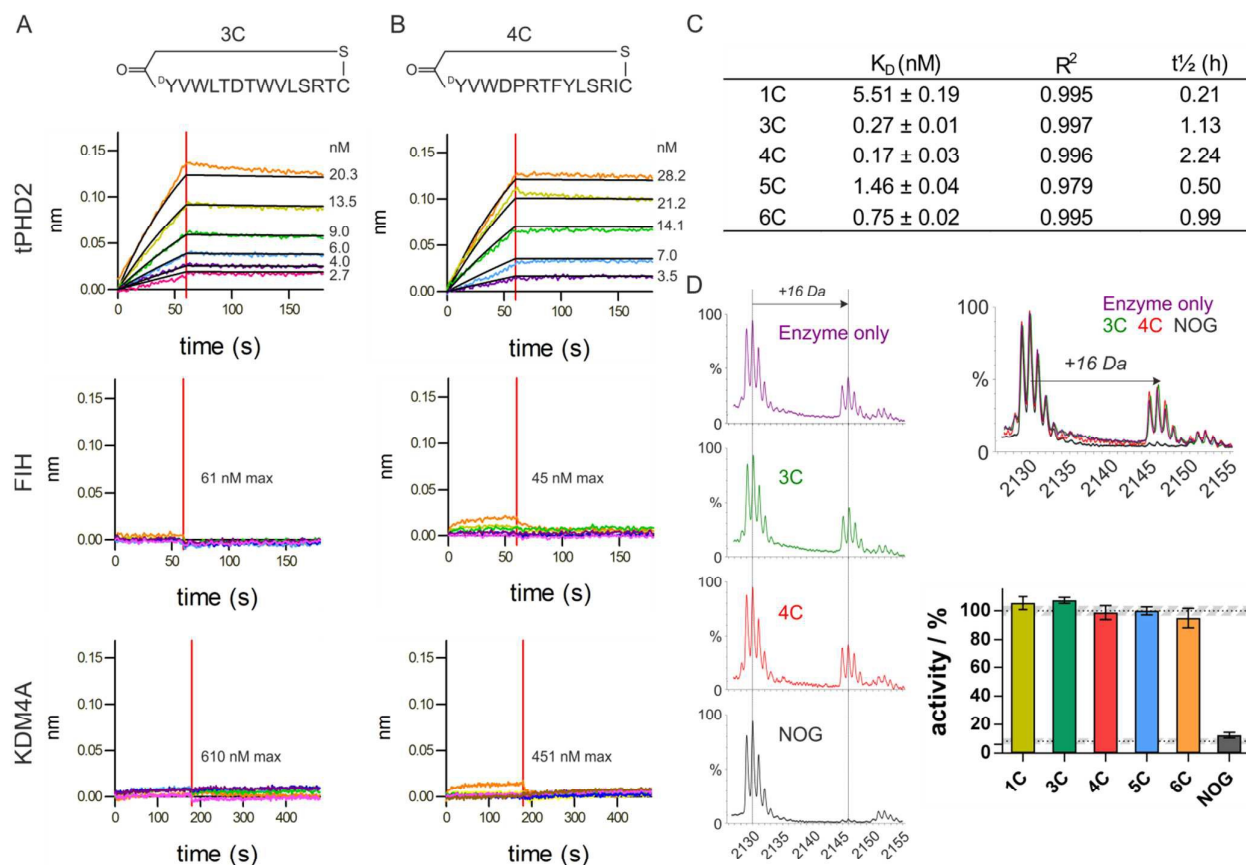 A
3C
O
S
ᴰYVWLTDTWVLSRTC
B
4C
O
S
ᴰYVWDPRTFYLSRIC
C
K_D (nM) R² t½ (h)
1C 5.51 ± 0.19 0.995 0.21
3C 0.27 ± 0.01 0.997 1.13
4C 0.17 ± 0.03 0.996 2.24
5C 1.46 ± 0.04 0.979 0.50
6C 0.75 ± 0.02 0.995 0.99
tPHD2
nm
0.15
0.10
0.05
0.00
0 50 100 150
time (s)
nM
20.3
13.5
9.0
6.0
4.0
2.7
nm
0.15
0.10
0.05
0.00
0 50 100 150
time (s)
nM
28.2
21.2
14.1
7.0
3.5
FIH
nm
0.15
0.10
0.05
0.00
61 nM max
0 50 100 150
time (s)
nm
0.15
0.10
0.05
0.00
45 nM max
0 50 100 150
time (s)
KDM4A
nm
0.15
0.10
0.05
0.00
610 nM max
0 200 400
time (s)
nm
0.15
0.10
0.05
0.00
451 nM max
0 100 200 300 400
time (s)
D
+16 Da
100
Enzyme only
%
0
100
3C
%
0
100
4C
%
0
100
NOG
%
0
2130 2135 2140 2145 2150 2155
Enzyme only
3C 4C NOG
100
+16 Da
%
0
2130 2135 2140 2145 2150 2155
activity / %
100
80
60
40
20
0
1C 3C 4C 5C 6C NOG